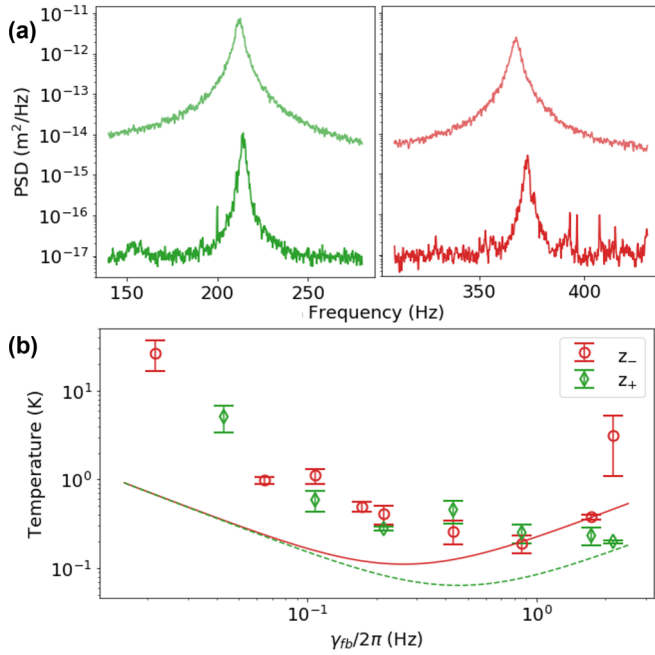 (a)
PSD (m²/Hz)
10⁻¹¹
10⁻¹²
10⁻¹³
10⁻¹⁴
10⁻¹⁵
10⁻¹⁶
10⁻¹⁷
150 200 250 350 400
Frequency (Hz)
(b)
Temperature (K)
10¹
10⁰
10⁻¹
z₋
z₊
10⁻¹ 10⁰
γ_fb/2π (Hz)